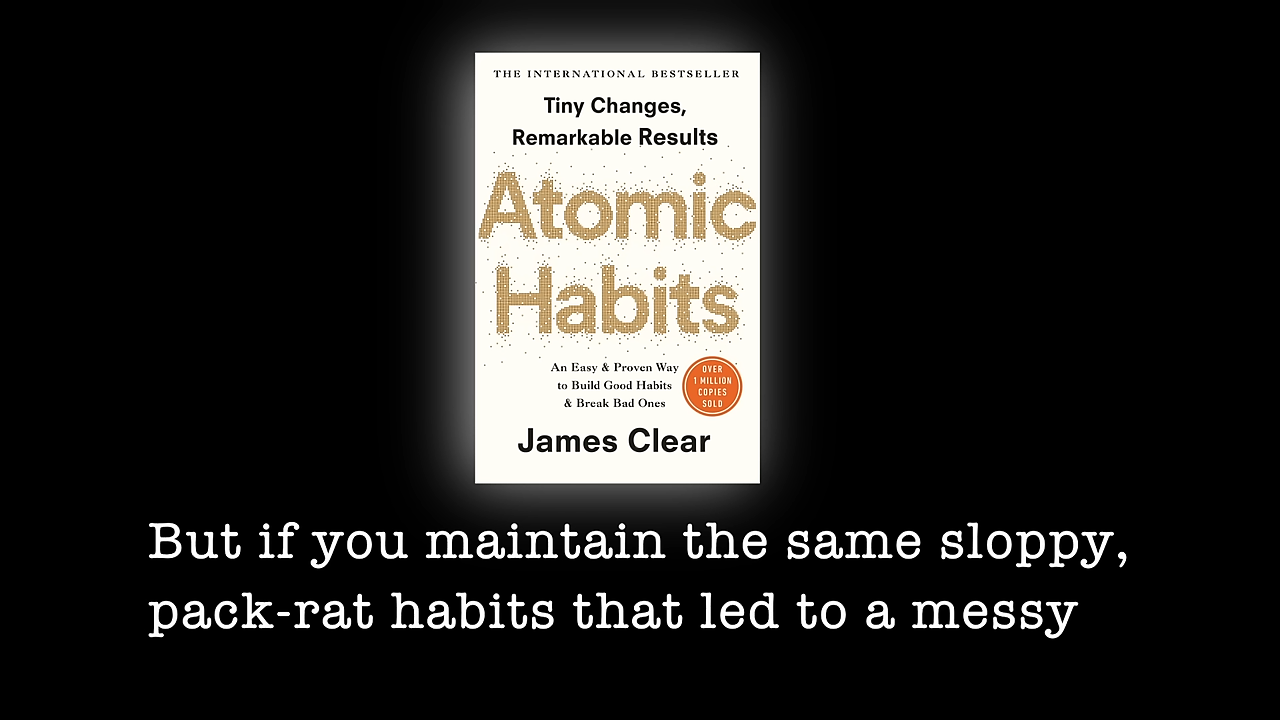 THE INTERNATIONAL BESTSELLER
Tiny Changes,
Remarkable Results
Atomic
Habits
An Easy & Proven Way
to Build Good Habits
& Break Bad Ones
OVER
1 MILLION
COPIES
SOLD
James Clear
But if you maintain the same sloppy,
pack-rat habits that led to a messy